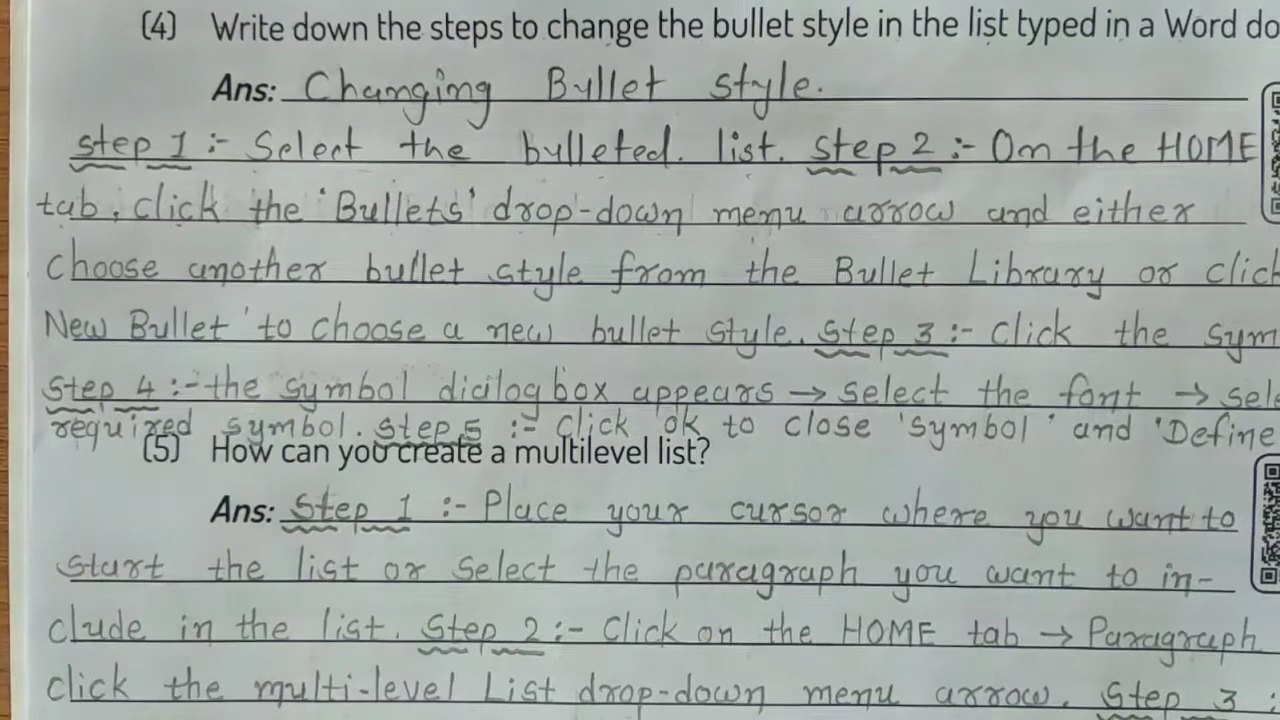 (4) Write down the steps to change the bullet style in the list typed in a Word do
Ans: Changing Bullet style.
step 1 :- Select the bulleted. list. step 2 :- On the HOME
tab, click the 'Bullets' drop-down menu arrow and either
Choose another bullet style from the Bullet Library or click
New Bullet' to choose a new bullet style. Step 3 :- Click the sym
Step 4 :- the symbol dialog box appears → select the font → sele
required symbol. step 5 :- Click ok to close 'symbol' and 'Define
(5) How can you create a multilevel list?
Ans: Step 1 :- Place your cursor where you want to
start the list or select the paragraph you want to in-
clude in the list. Step 2 :- Click on the HOME tab → Paragraph
click the multi-level List drop-down menu arrow. Step 3 :